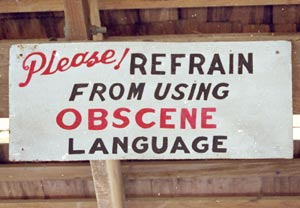 Please! REFRAIN
FROM USING
OBSCENE
LANGUAGE